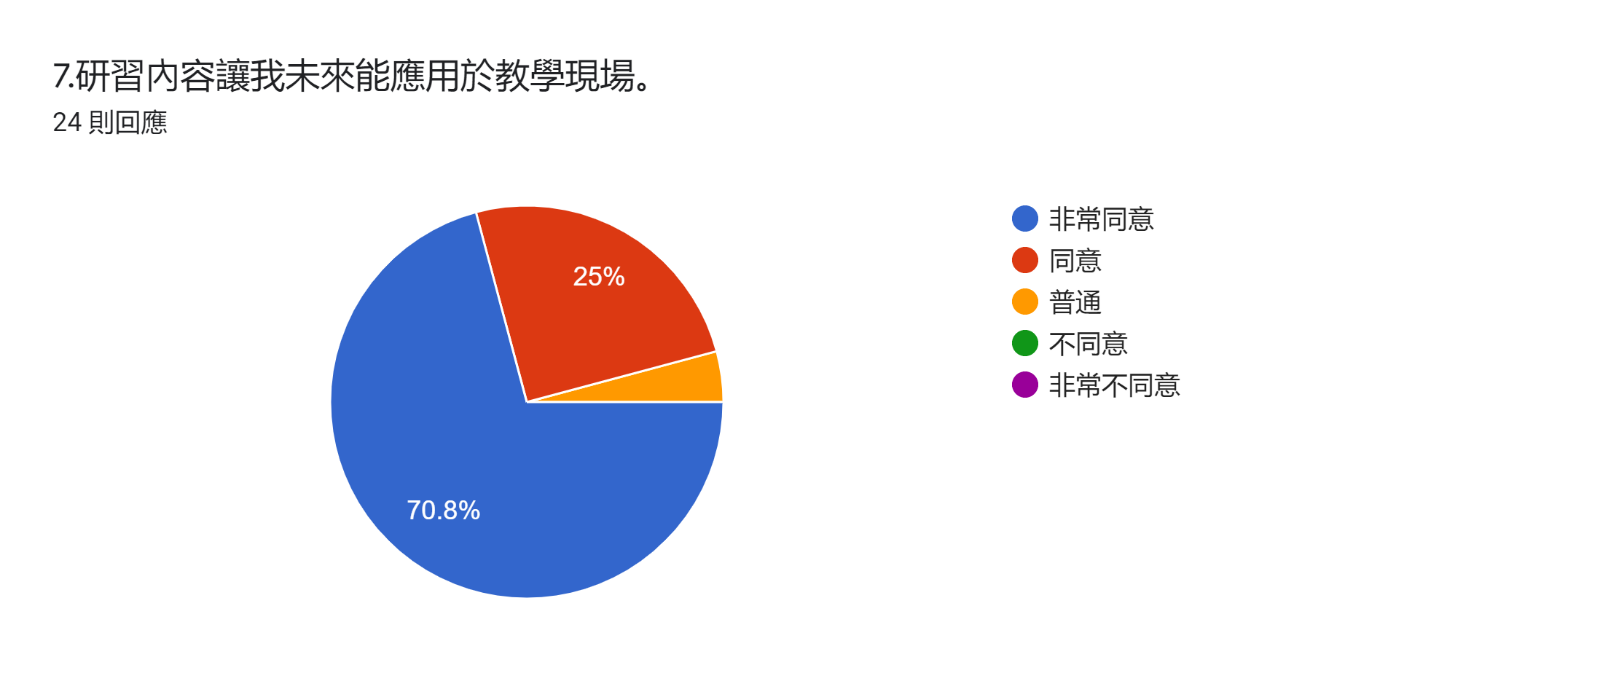 7.研習內容讓我未來能應用於教學現場。
24 則回應
25%
70.8%
非常同意
同意
普通
不同意
非常不同意